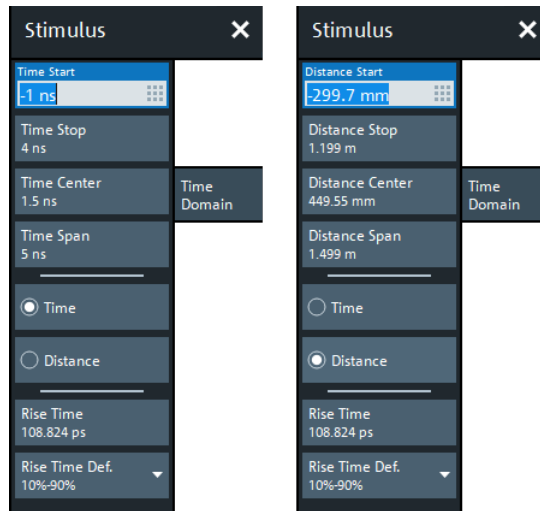 Stimulus
Time Start
-1 ns
Time Stop
4 ns
Time Center
1.5 ns
Time Span
5 ns
Time
Distance
Rise Time
108.824 ps
Rise Time Def.
10%-90%
Time
Domain
Stimulus
Distance Start
-299.7 mm
Distance Stop
1.199 m
Distance Center
449.55 mm
Distance Span
1.499 m
Time
Distance
Rise Time
108.824 ps
Rise Time Def.
10%-90%
Time
Domain